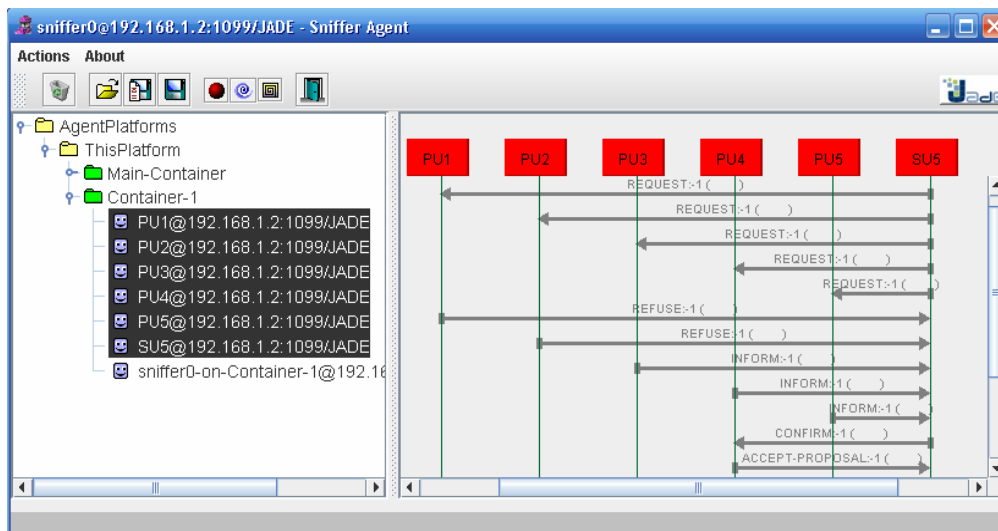 sniffer0@192.168.1.2:1099/JADE - Sniffer Agent
Actions About
Jade
AgentPlatforms
ThisPlatform
Main-Container
Container-1
PU1@192.168.1.2:1099/JADE
PU2@192.168.1.2:1099/JADE
PU3@192.168.1.2:1099/JADE
PU4@192.168.1.2:1099/JADE
PU5@192.168.1.2:1099/JADE
SU5@192.168.1.2:1099/JADE
sniffer0-on-Container-1@192.16
PU1 PU2 PU3 PU4 PU5 SU5
REQUEST:-1 ( )
REQUEST:-1 ( )
REQUEST:-1 ( )
REQUEST:-1 ( )
REQUEST:-1 ( )
REFUSE:-1 ( )
REFUSE:-1 ( )
INFORM:-1 ( )
INFORM:-1 ( )
INFORM:-1 ( )
CONFIRM:-1 ( )
ACCEPT-PROPOSAL:-1 ( )